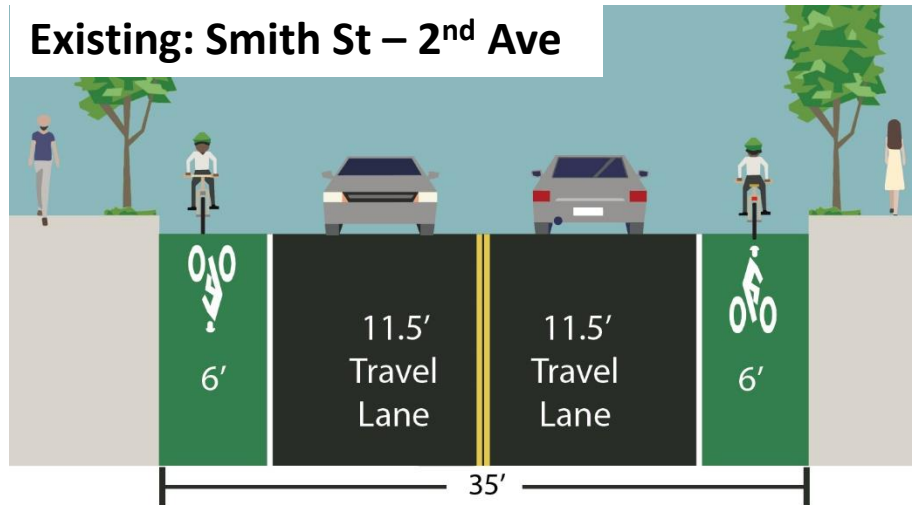 Existing: Smith St – 2nd Ave
6’
11.5’
Travel
Lane
11.5’
Travel
Lane
6’
35’